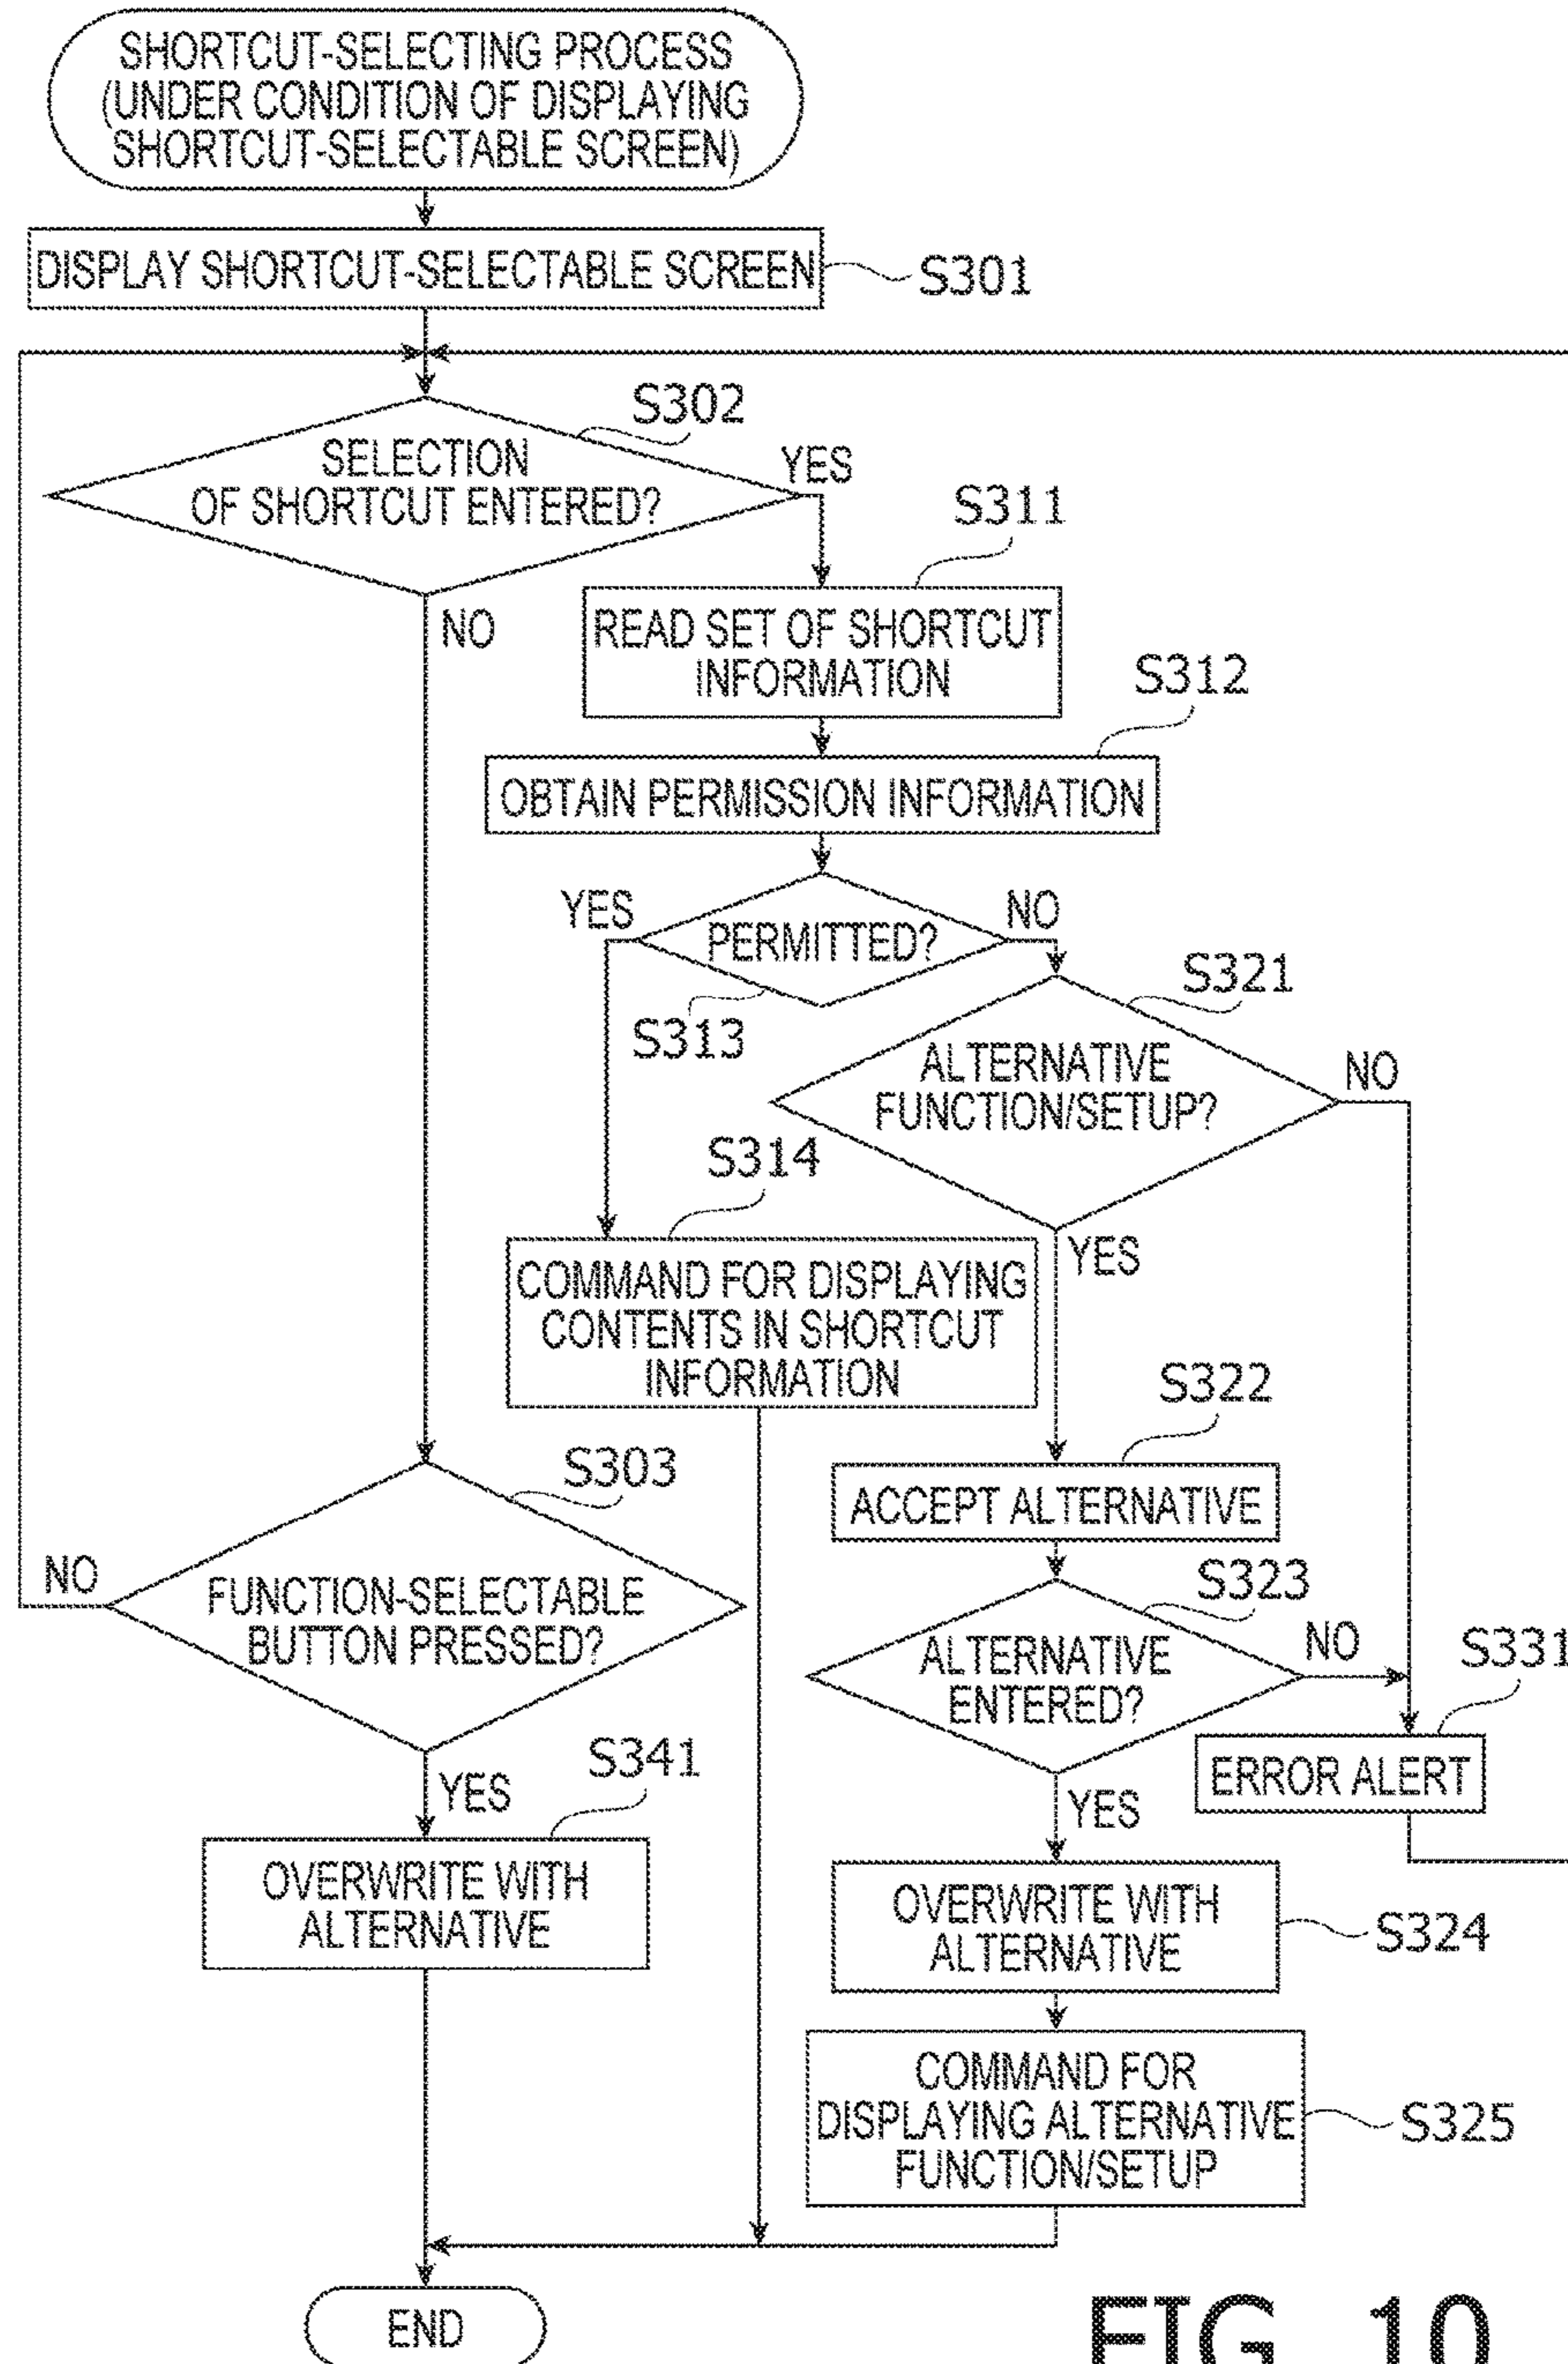 SHORTCUT-SELECTING PROCESS
(UNDER CONDITION OF DISPLAYING
SHORTCUT-SELECTABLE SCREEN)
DISPLAY SHORTCUT-SELECTABLE SCREEN
S301
S302
SELECTION
OF SHORTCUT ENTERED?
YES
NO
S311
READ SET OF SHORTCUT
INFORMATION
S312
OBTAIN PERMISSION INFORMATION
YES
PERMITTED?
NO
S313
S321
ALTERNATIVE
FUNCTION/SETUP?
NO
YES
S314
COMMAND FOR DISPLAYING
CONTENTS IN SHORTCUT
INFORMATION
S322
ACCEPT ALTERNATIVE
S303
NO
FUNCTION-SELECTABLE
BUTTON PRESSED?
YES
S323
ALTERNATIVE
ENTERED?
NO
YES
S331
ERROR ALERT
S341
OVERWRITE WITH
ALTERNATIVE
OVERWRITE WITH
ALTERNATIVE
S324
COMMAND FOR
DISPLAYING ALTERNATIVE
FUNCTION/SETUP
S325
END
FIG. 10